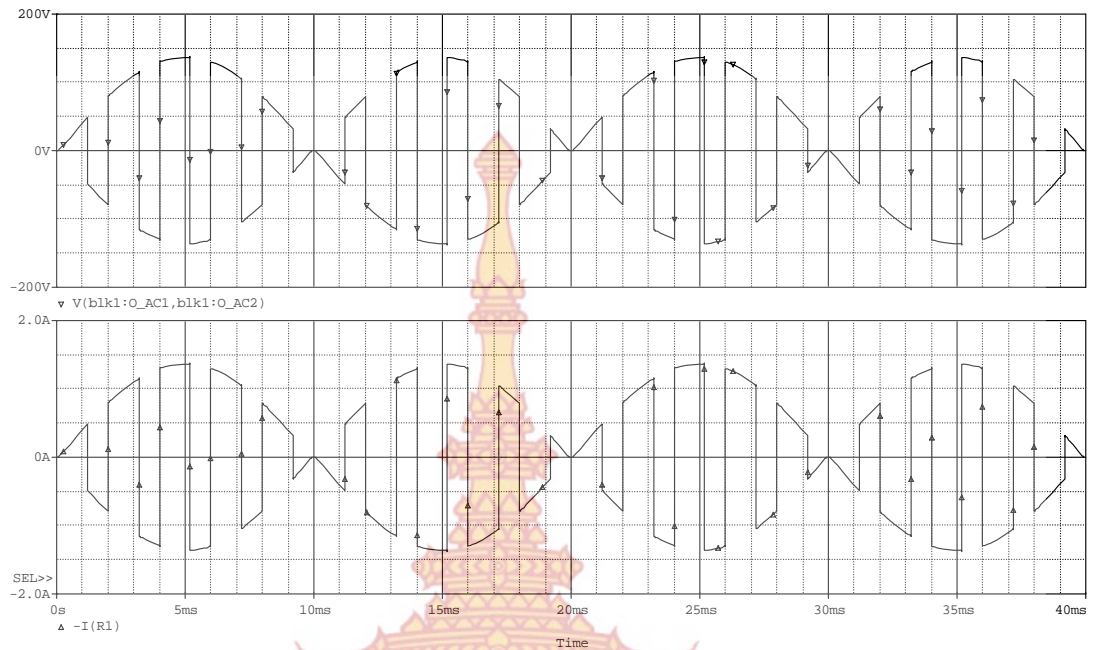 200V
0V
-200V
V(blk1:O_AC1,blk1:O_AC2)
2.0A
0A
SEL>>
-2.0A
0s 5ms 10ms 15ms 20ms 25ms 30ms 35ms 40ms
-I(R1)
Time